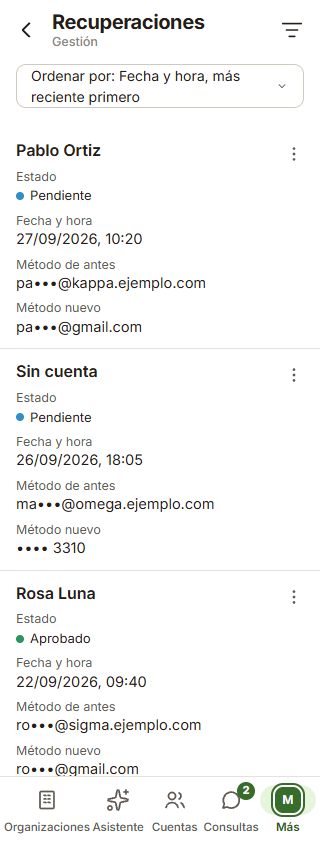 Recuperaciones
Gestión
Ordenar por: Fecha y hora, más
reciente primero
Pablo Ortiz
Estado
Pendiente
Fecha y hora
27/09/2026, 10:20
Método de antes
pa•••@kappa.ejemplo.com
Método nuevo
pa•••@gmail.com
Sin cuenta
Estado
Pendiente
Fecha y hora
26/09/2026, 18:05
Método de antes
ma•••@omega.ejemplo.com
Método nuevo
•••• 3310
Rosa Luna
Estado
Aprobado
Fecha y hora
22/09/2026, 09:40
Método de antes
ro•••@sigma.ejemplo.com
Método nuevo
ro•••@gmail.com
2
M
Organizaciones Asistente Cuentas Consultas Más